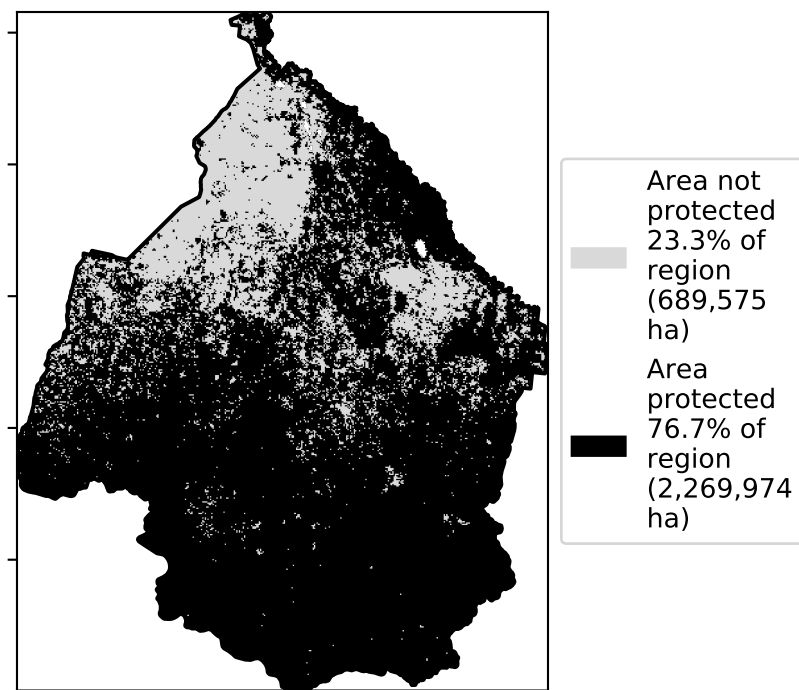 Area not
protected
23.3% of
region
(689,575
ha)
Area
protected
76.7% of
region
(2,269,974
ha)